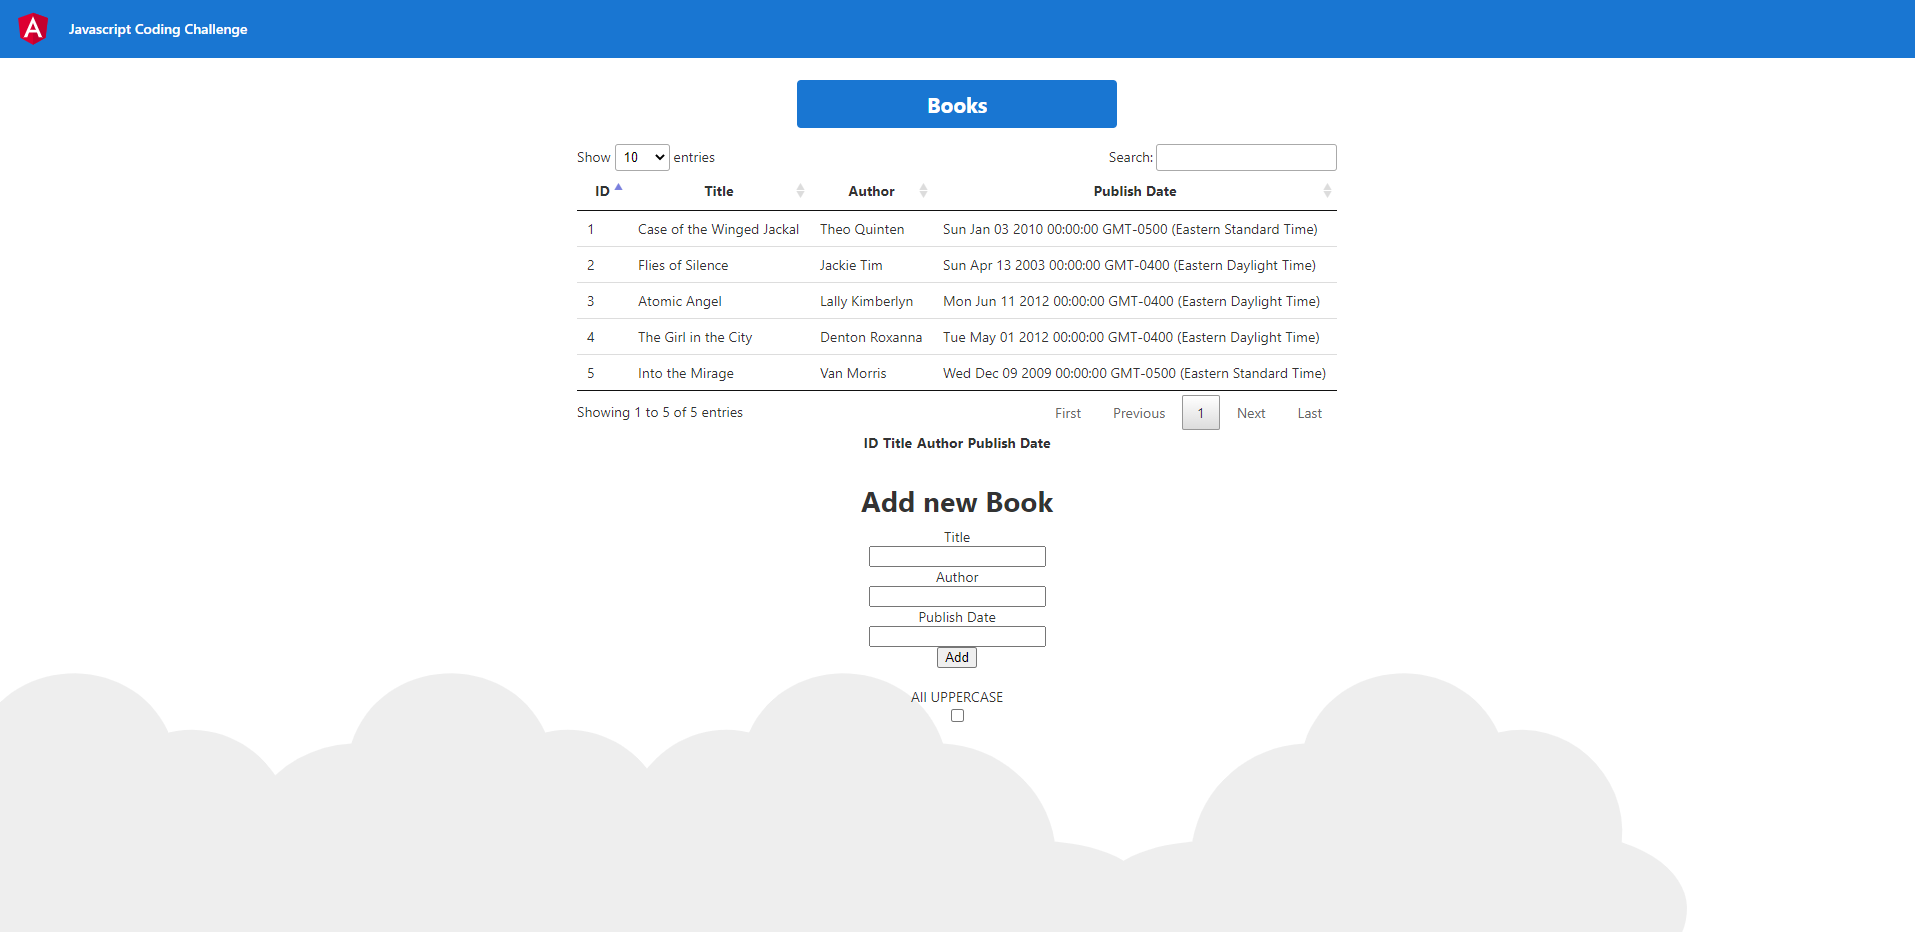 Javascript Coding Challenge
Books
Show 10 entries Search:
ID Title Author Publish Date
1 Case of the Winged Jackal Theo Quinten Sun Jan 03 2010 00:00:00 GMT-0500 (Eastern Standard Time)
2 Flies of Silence Jackie Tim Sun Apr 13 2003 00:00:00 GMT-0400 (Eastern Daylight Time)
3 Atomic Angel Lally Kimberlyn Mon Jun 11 2012 00:00:00 GMT-0400 (Eastern Daylight Time)
4 The Girl in the City Denton Roxanna Tue May 01 2012 00:00:00 GMT-0400 (Eastern Daylight Time)
5 Into the Mirage Van Morris Wed Dec 09 2009 00:00:00 GMT-0500 (Eastern Standard Time)
Showing 1 to 5 of 5 entries First Previous 1 Next Last
ID Title Author Publish Date
Add new Book
Title
Author
Publish Date
Add
All UPPERCASE